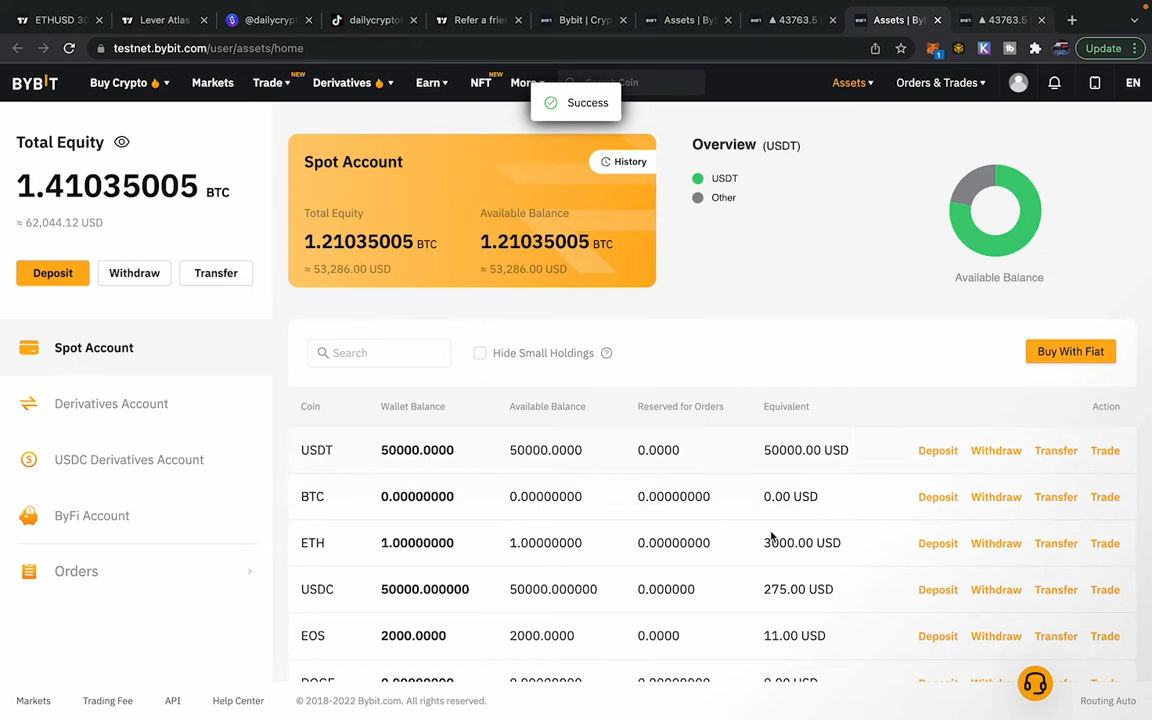 ETHUSD 30
Lever Atlas
@dailycryp
dailycrypto
Refer a frie
Bybit | Cryp
Assets | By
▲ 43763.5
Assets | By
▲ 43763.5
testnet.bybit.com/user/assets/home
1
Update
BYBIT
Buy Crypto
Markets
Trade NEW
Derivatives
Earn
NFT NEW
More
Search Coin
Assets
Orders & Trades
EN
Success
Total Equity
1.41035005 BTC
≈ 62,044.12 USD
Deposit
Withdraw
Transfer
Spot Account
Derivatives Account
USDC Derivatives Account
ByFi Account
Orders
Spot Account
History
Total Equity
Available Balance
1.21035005 BTC
1.21035005 BTC
≈ 53,286.00 USD
≈ 53,286.00 USD
Overview (USDT)
USDT
Other
Available Balance
Search
Hide Small Holdings
Buy With Fiat
Coin Wallet Balance Available Balance Reserved for Orders Equivalent Action
USDT 50000.0000 50000.0000 0.0000 50000.00 USD Deposit Withdraw Transfer Trade
BTC 0.00000000 0.00000000 0.00000000 0.00 USD Deposit Withdraw Transfer Trade
ETH 1.00000000 1.00000000 0.00000000 3000.00 USD Deposit Withdraw Transfer Trade
USDC 50000.000000 50000.000000 0.000000 275.00 USD Deposit Withdraw Transfer Trade
EOS 2000.0000 2000.0000 0.0000 11.00 USD Deposit Withdraw Transfer Trade
Markets
Trading Fee
API
Help Center
© 2018-2022 Bybit.com. All rights reserved.
Routing Auto